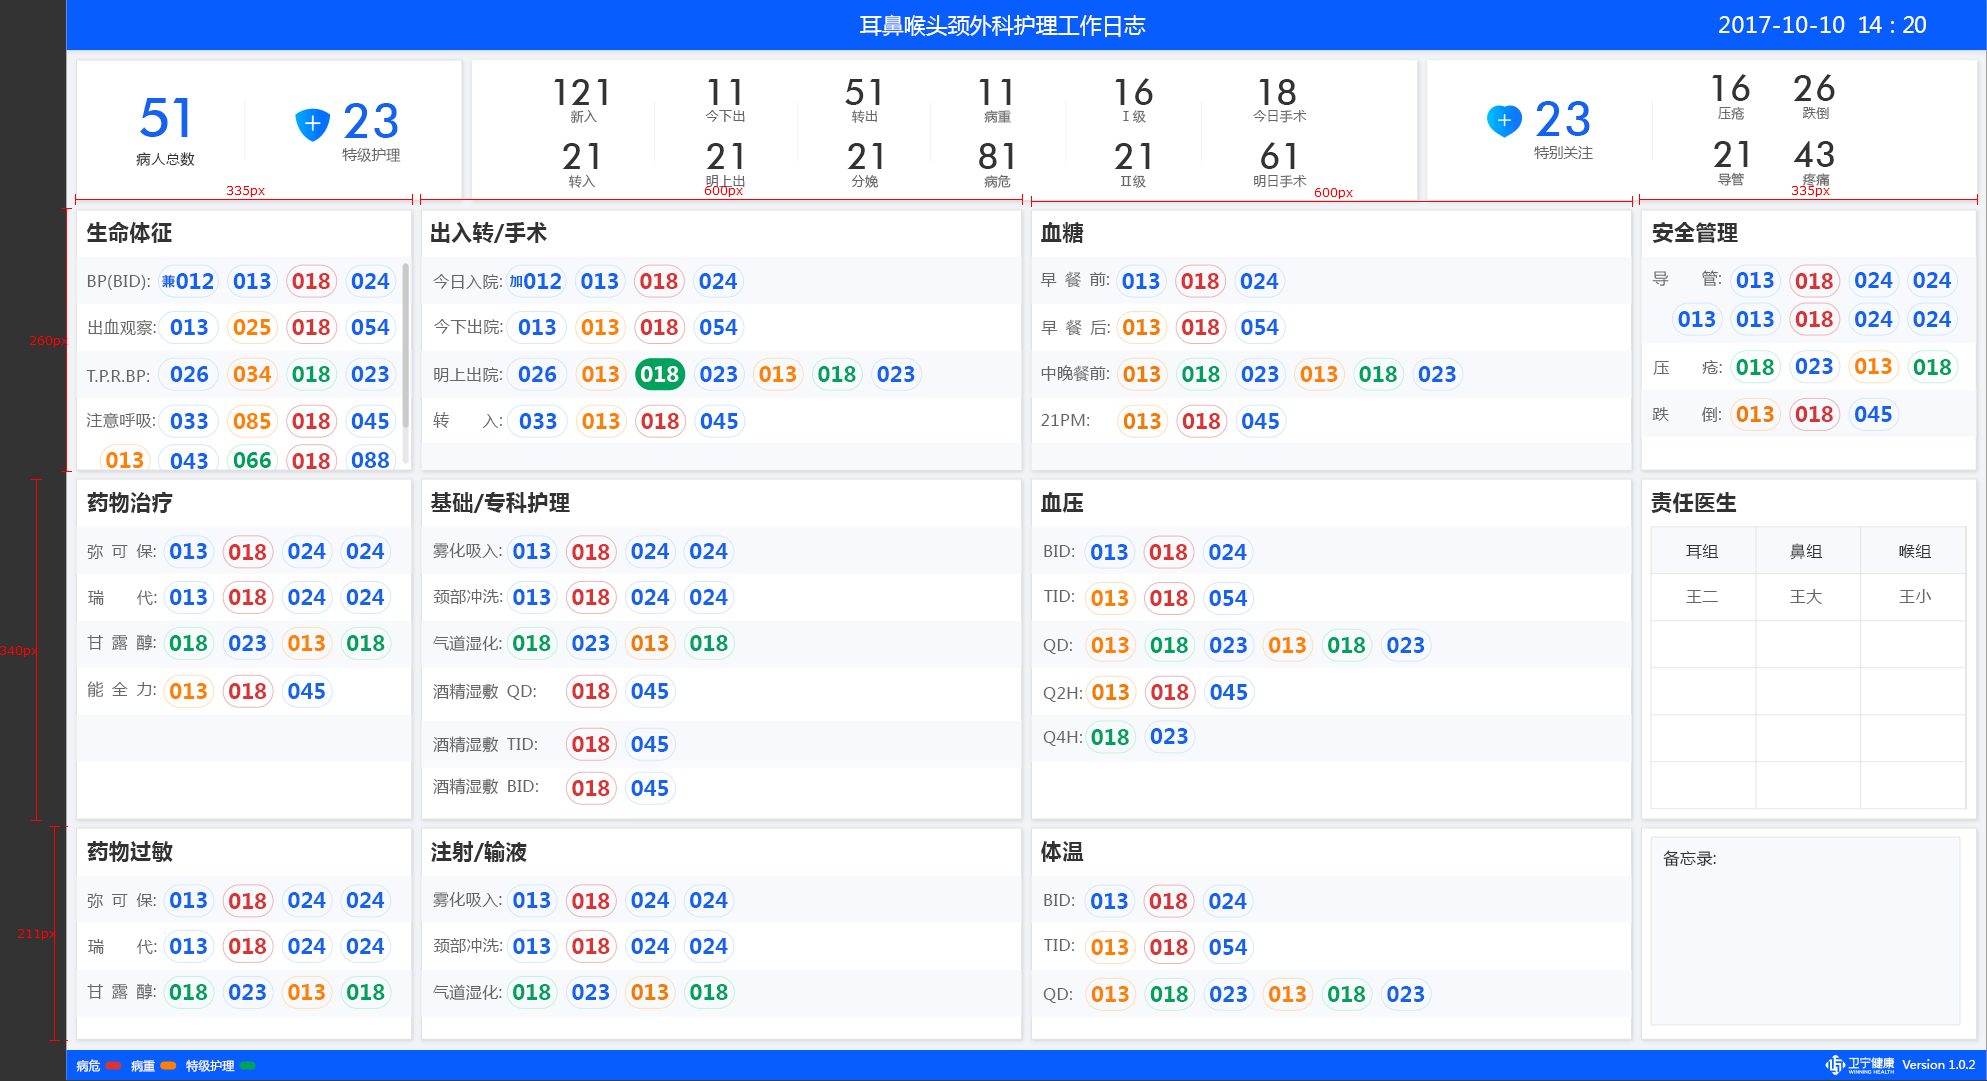 耳鼻喉头颈外科护理工作日志
2017-10-10 14 : 20
51
病人总数
23
特级护理
121
新入
11
今下出
51
转出
11
病重
16
I 级
18
今日手术
21
转入
21
明上出
21
分娩
81
病危
21
II级
61
明日手术
23
特别关注
16
压疮
26
跌倒
21
导管
43
疼痛
335px
600px
600px
335px
260px
340px
211px
生命体征
BP(BID): 兼012 013 018 024
出血观察: 013 025 018 054
T.P.R.BP: 026 034 018 023
注意呼吸: 033 085 018 045
013 043 066 018 088
出入转/手术
今日入院: 加012 013 018 024
今下出院: 013 013 018 054
明上出院: 026 013 018 023 013 018 023
转 入: 033 013 018 045
血糖
早 餐 前: 013 018 024
早 餐 后: 013 018 054
中晚餐前: 013 018 023 013 018 023
21PM: 013 018 045
安全管理
导 管: 013 018 024 024
013 013 018 024 024
压 疮: 018 023 013 018
跌 倒: 013 018 045
药物治疗
弥 可 保: 013 018 024 024
瑞 代: 013 018 024 024
甘 露 醇: 018 023 013 018
能 全 力: 013 018 045
基础/专科护理
雾化吸入: 013 018 024 024
颈部冲洗: 013 018 024 024
气道湿化: 018 023 013 018
酒精湿敷 QD: 018 045
酒精湿敷 TID: 018 045
酒精湿敷 BID: 018 045
血压
BID: 013 018 024
TID: 013 018 054
QD: 013 018 023 013 018 023
Q2H: 013 018 045
Q4H: 018 023
责任医生
耳组 鼻组 喉组
王二 王大 王小
药物过敏
弥 可 保: 013 018 024 024
瑞 代: 013 018 024 024
甘 露 醇: 018 023 013 018
注射/输液
雾化吸入: 013 018 024 024
颈部冲洗: 013 018 024 024
气道湿化: 018 023 013 018
体温
BID: 013 018 024
TID: 013 018 054
QD: 013 018 023 013 018 023
备忘录:
病危 病重 特级护理
卫宁健康
WINNING HEALTH
Version 1.0.2